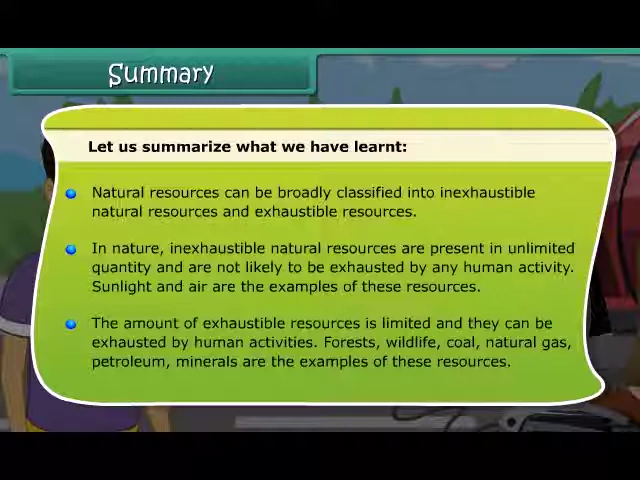 Summary
Let us summarize what we have learnt:
Natural resources can be broadly classified into inexhaustible
natural resources and exhaustible resources.
In nature, inexhaustible natural resources are present in unlimited
quantity and are not likely to be exhausted by any human activity.
Sunlight and air are the examples of these resources.
The amount of exhaustible resources is limited and they can be
exhausted by human activities. Forests, wildlife, coal, natural gas,
petroleum, minerals are the examples of these resources.